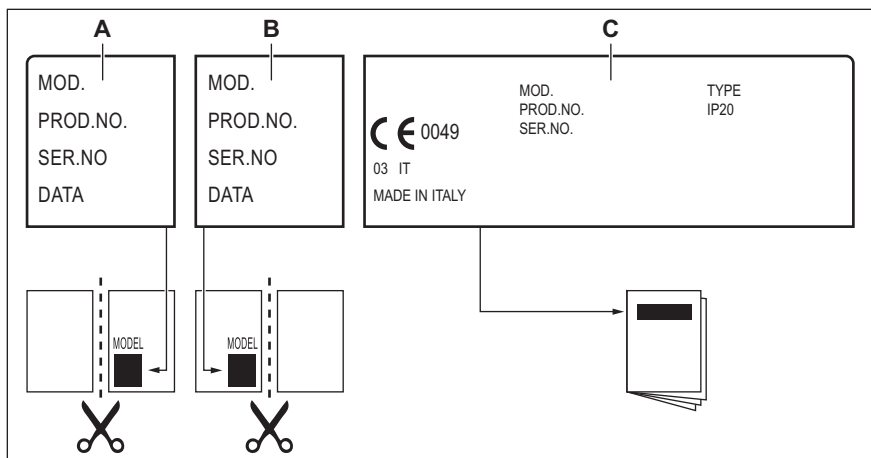 A
B
C
MOD.
PROD.NO.
SER.NO
DATA
MOD.
PROD.NO.
SER.NO
DATA
MOD.
PROD.NO.
SER.NO.
TYPE
IP20
CE 0049
03 IT
MADE IN ITALY
MODEL
MODEL